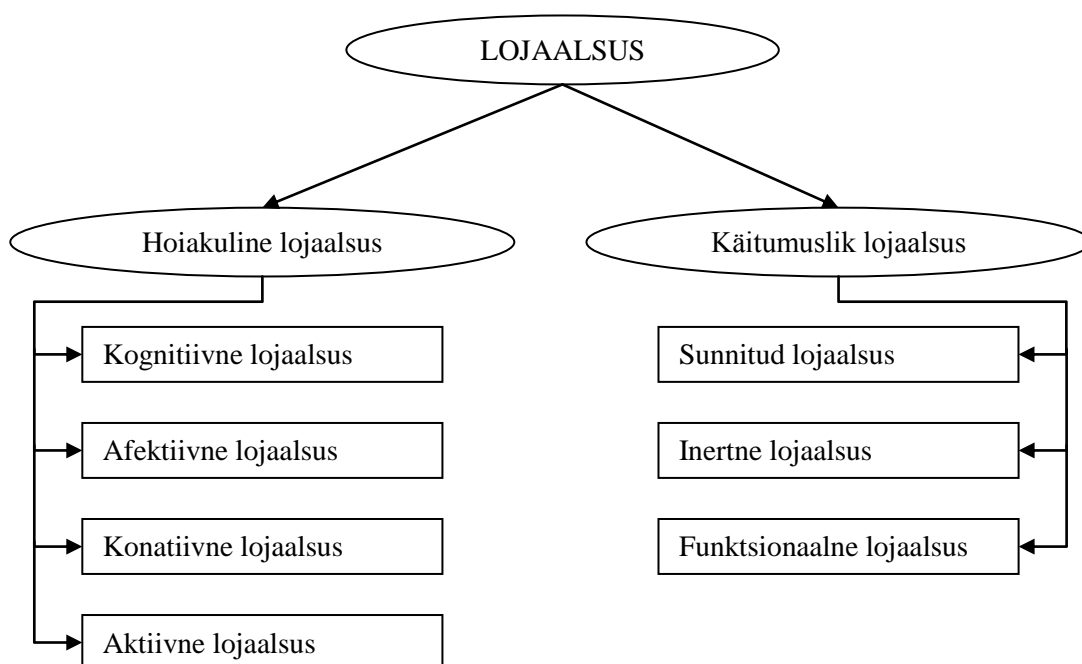 LOJAALSUS
Hoiakuline lojaalsus
Käitumuslik lojaalsus
Kognitiivne lojaalsus
Sunnitud lojaalsus
Afektiivne lojaalsus
Inertne lojaalsus
Konatiivne lojaalsus
Funktsionaalne lojaalsus
Aktiivne lojaalsus